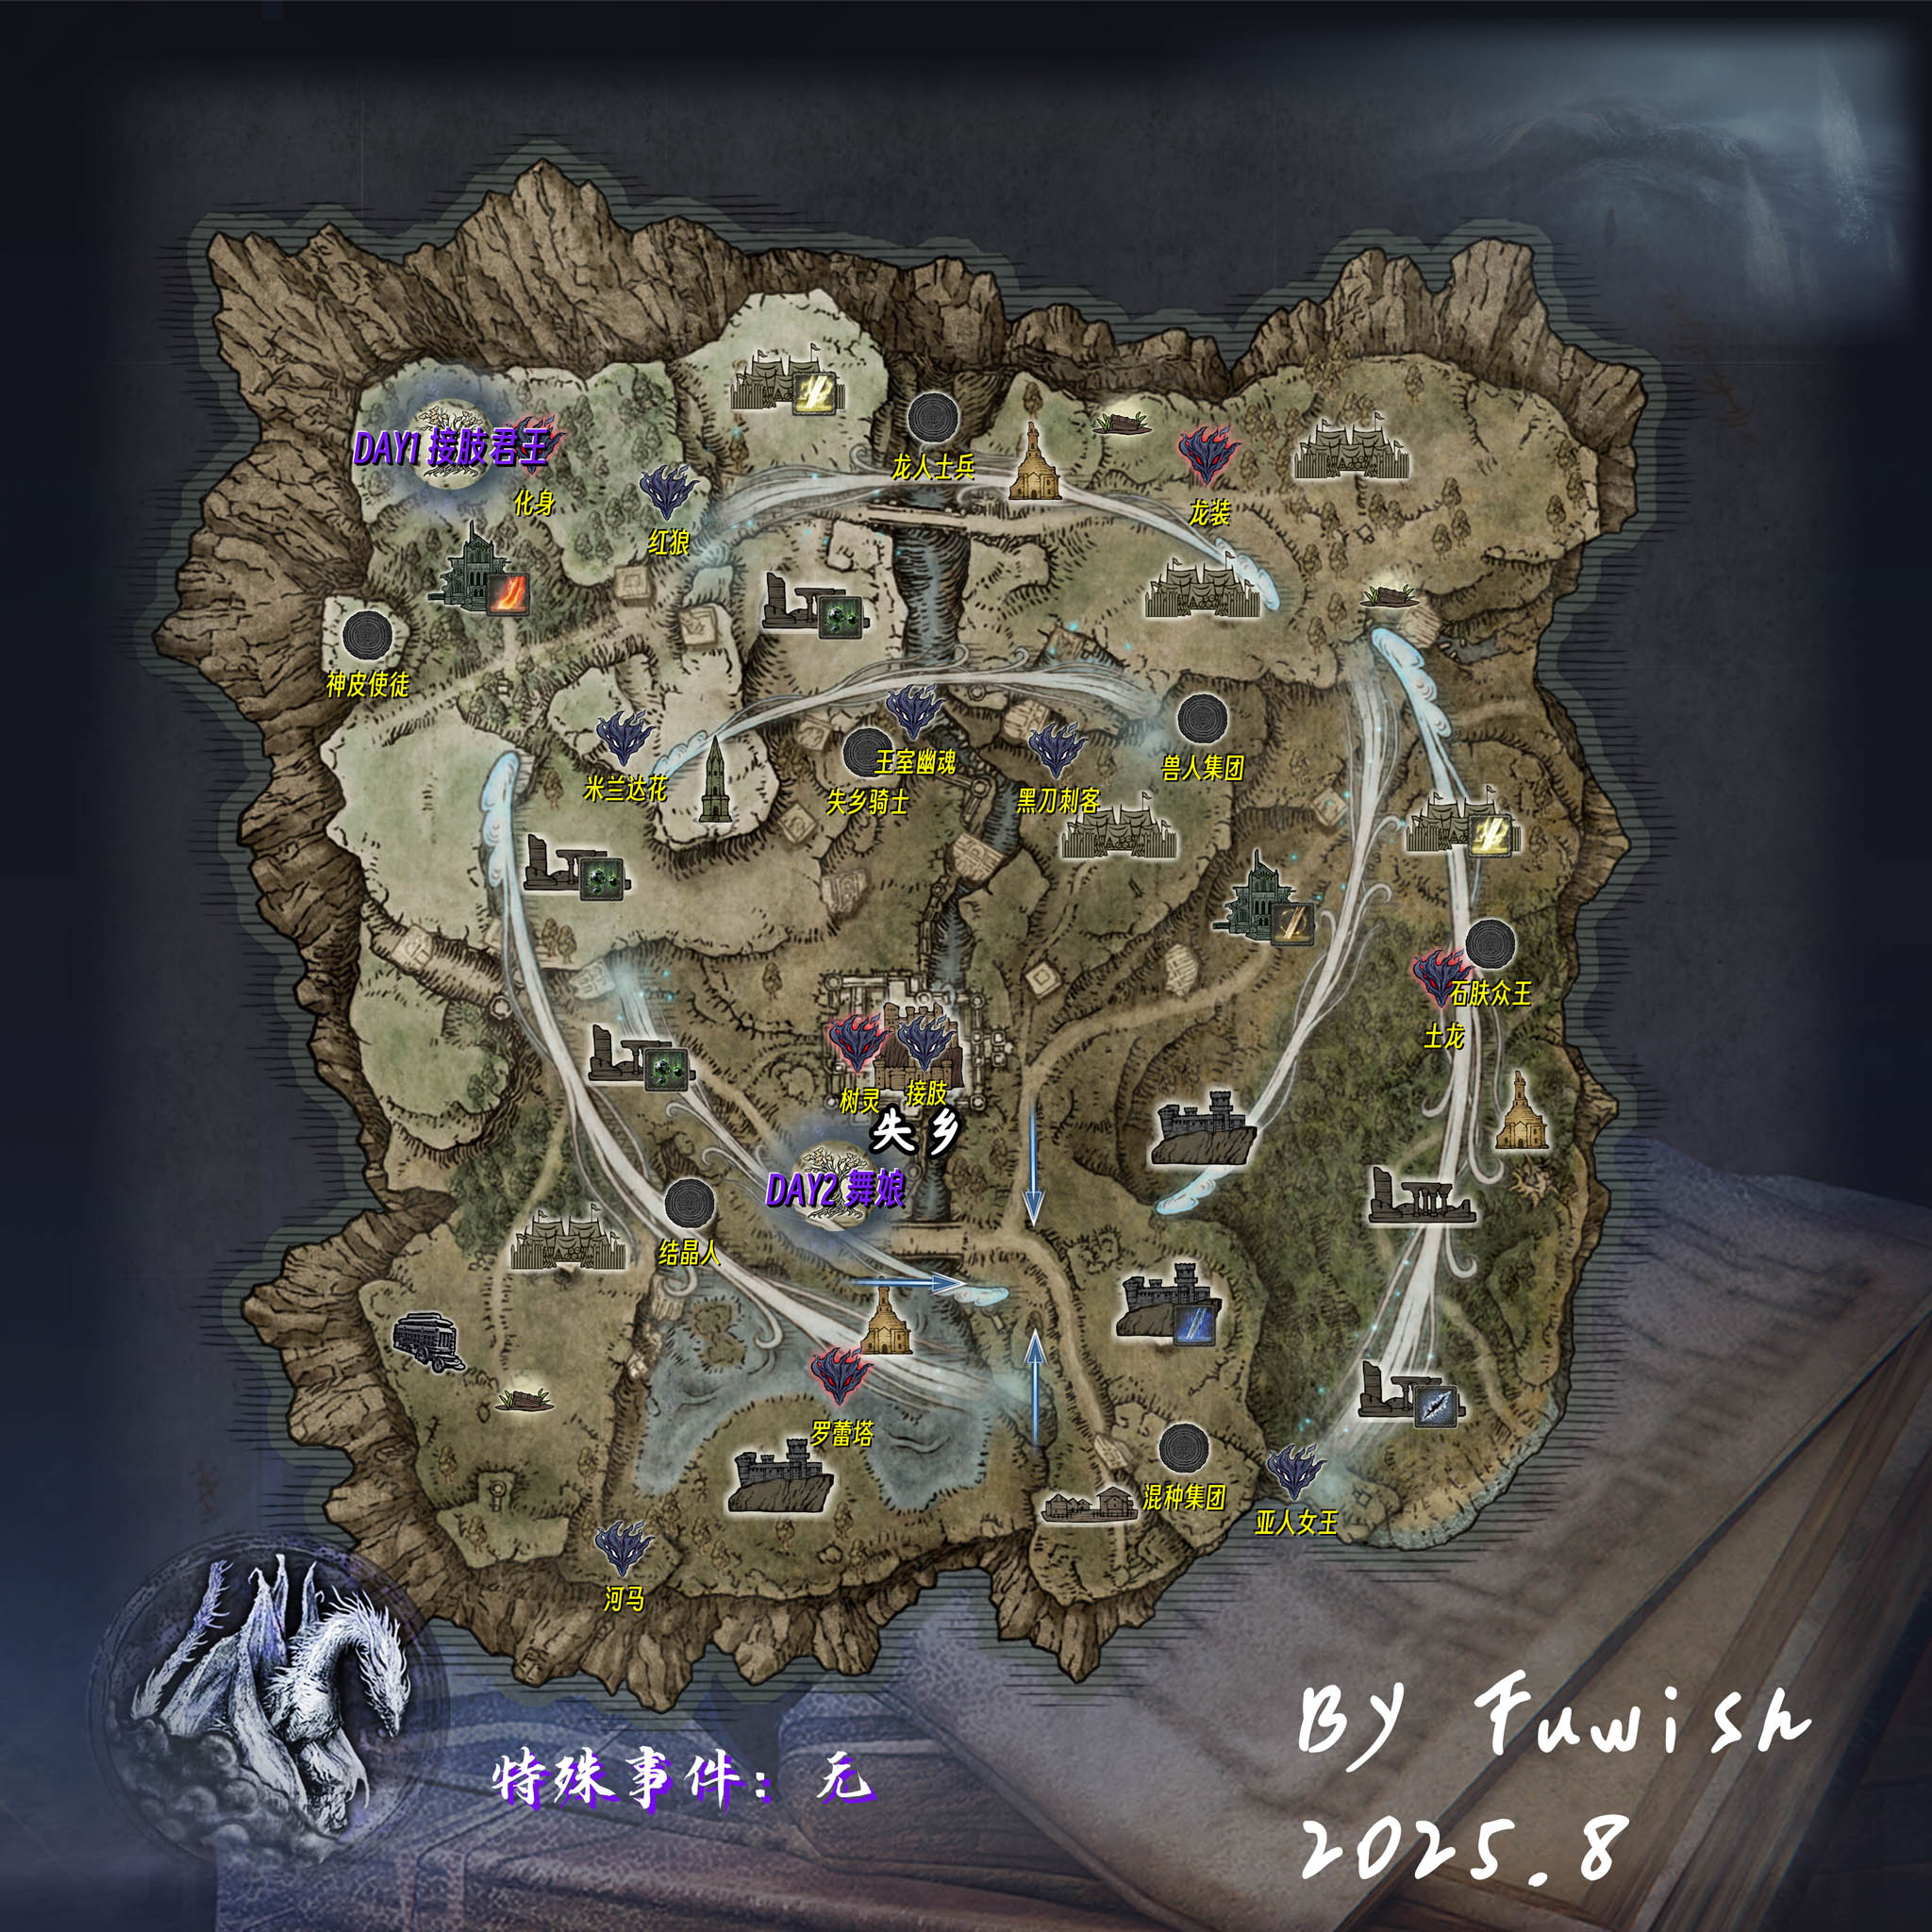 DAY1 接肢君王
化身
红狼
龙人士兵
龙装
神皮使徒
米兰达花
王室幽魂
失乡骑士
黑刀刺客
兽人集团
石肤众王
土龙
树灵
接肢
失乡
DAY2 舞娘
结晶人
罗蕾塔
混种集团
亚人女王
河马
特殊事件：无
By Fuwish
2025.8